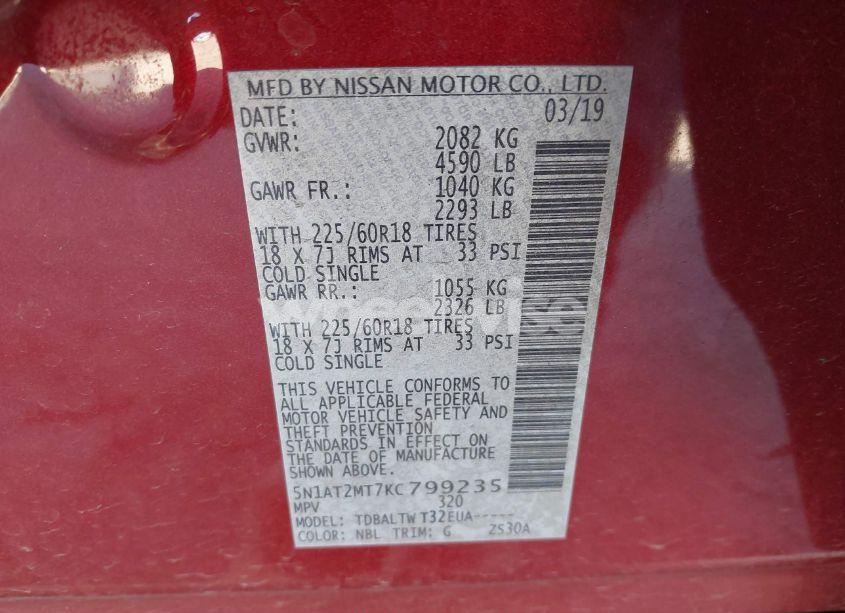 MFD BY NISSAN MOTOR CO., LTD.
DATE: 03/19
GVWR: 2082 KG
4590 LB
GAWR FR.: 1040 KG
2293 LB
WITH 225/60R18 TIRES
18 X 7J RIMS AT 33 PSI
COLD SINGLE
GAWR RR.: 1055 KG
2326 LB
WITH 225/60R18 TIRES
18 X 7J RIMS AT 33 PSI
COLD SINGLE
THIS VEHICLE CONFORMS TO
ALL APPLICABLE FEDERAL
MOTOR VEHICLE SAFETY AND
THEFT PREVENTION
STANDARDS IN EFFECT ON
THE DATE OF MANUFACTURE
SHOWN ABOVE
5N1AT2MT7KC799235
MPV 320
MODEL: TDBALTW T32EUA-----
COLOR: NBL TRIM: G ZS30A